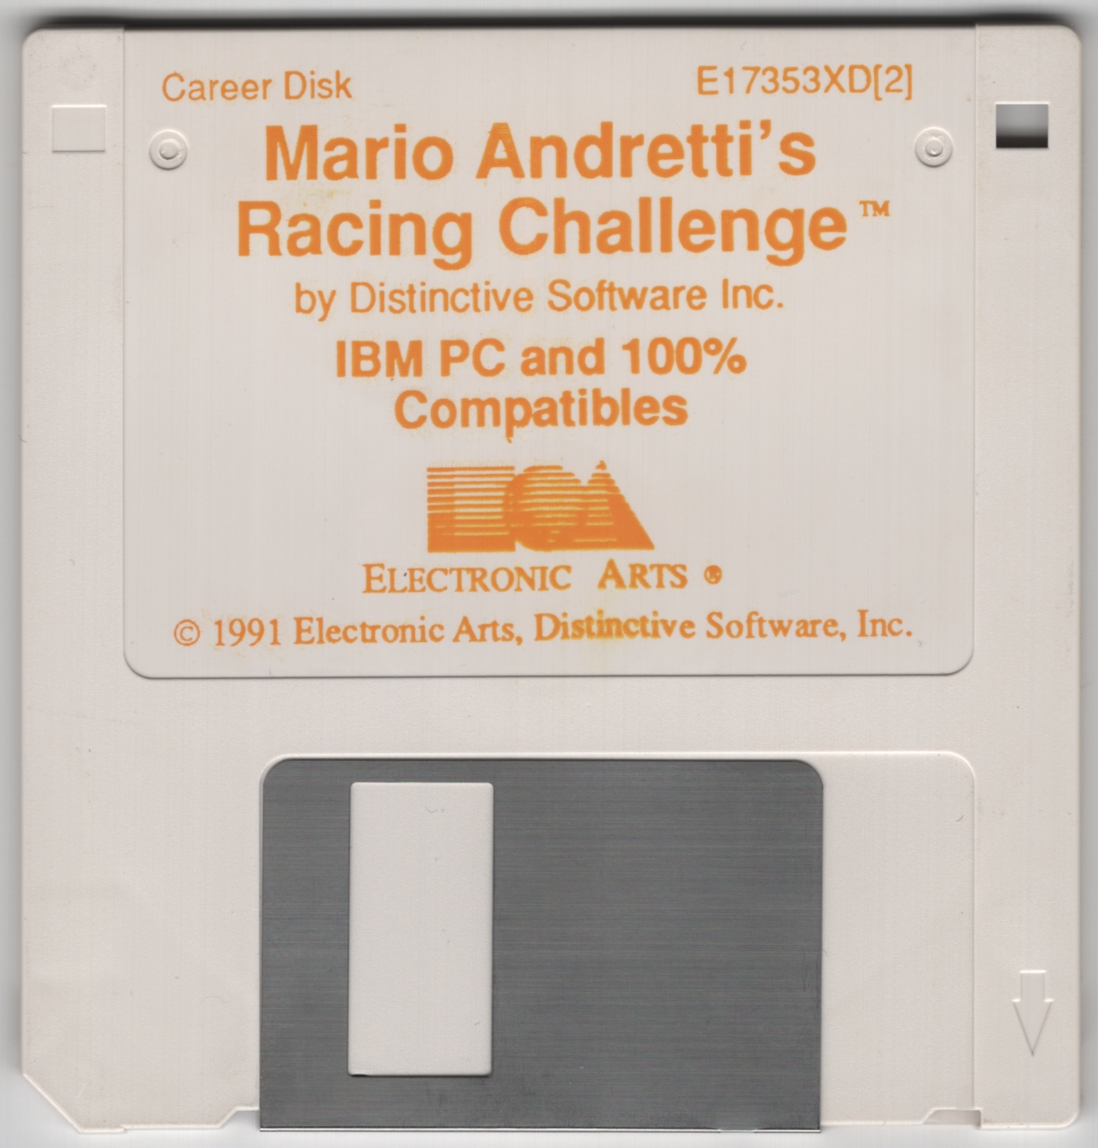 Career Disk E17353XD[2]
Mario Andretti's
Racing Challenge™
by Distinctive Software Inc.
IBM PC and 100%
Compatibles
EOA
ELECTRONIC ARTS ®
© 1991 Electronic Arts, Distinctive Software, Inc.